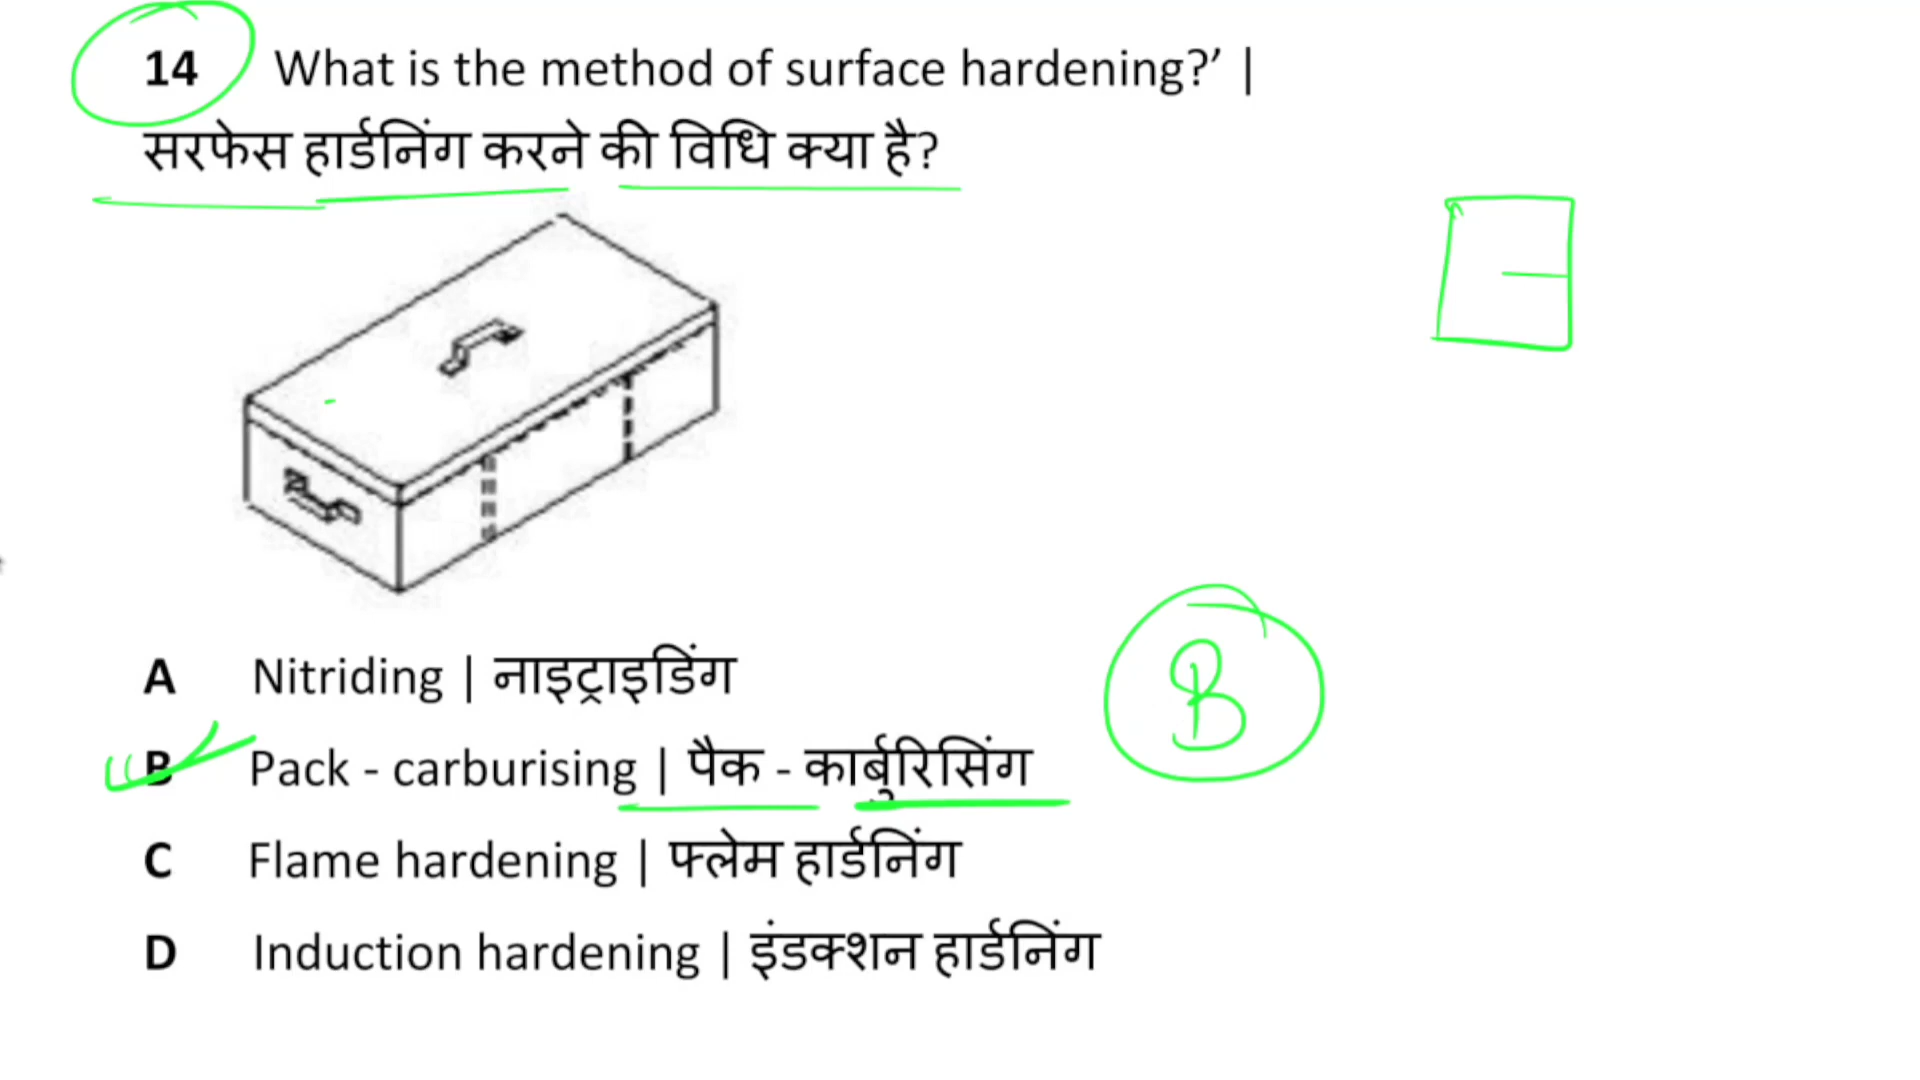 14 What is the method of surface hardening?’ |
सरफेस हार्डनिंग करने की विधि क्या है?
A Nitriding | नाइट्राइडिंग
B Pack - carburising | पैक - कार्बुरिसिंग
B
C Flame hardening | फ्लेम हार्डनिंग
D Induction hardening | इंडक्शन हार्डनिंग